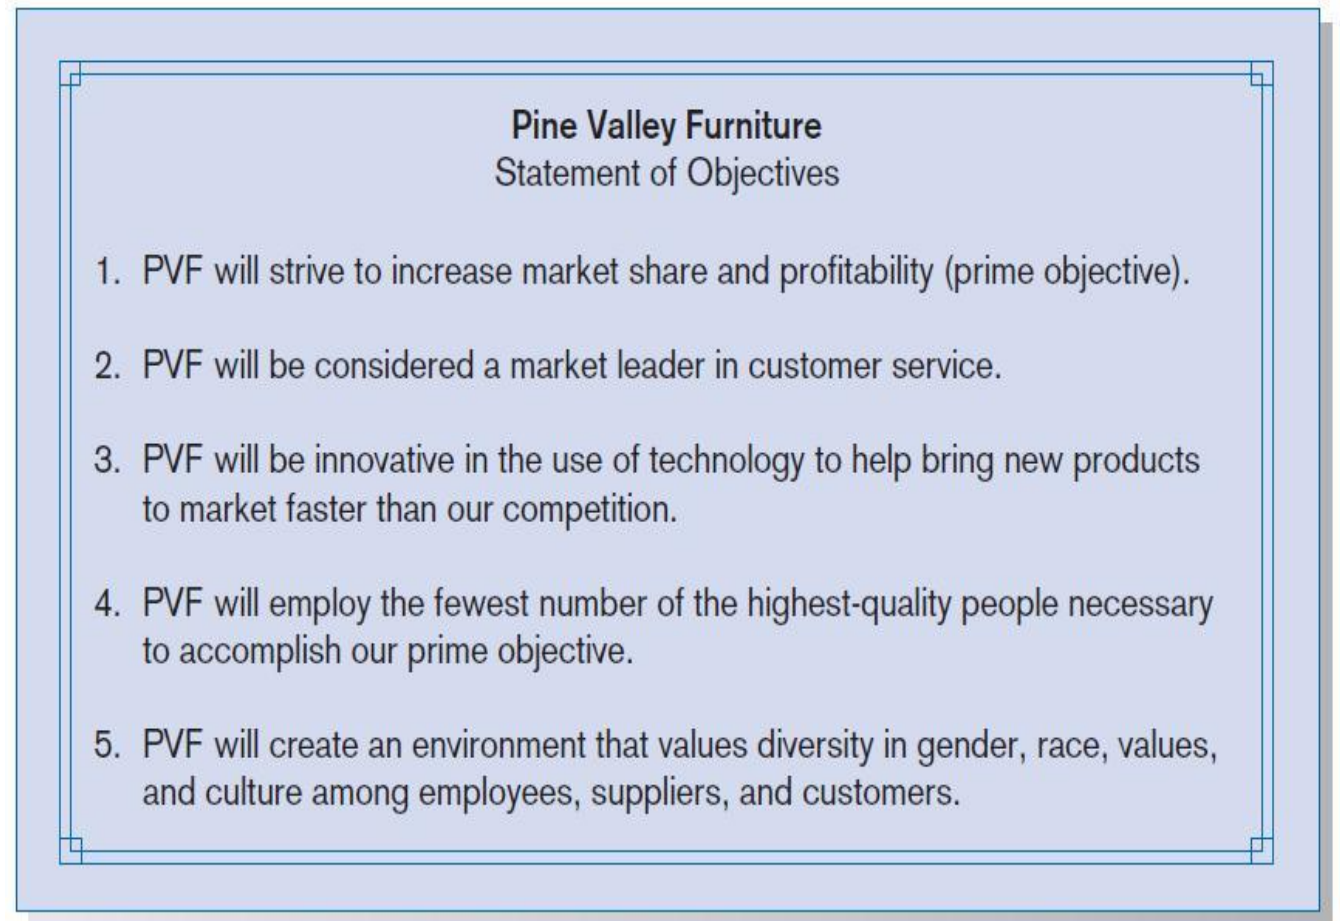 Pine Valley Furniture
Statement of Objectives
1. PVF will strive to increase market share and profitability (prime objective).
2. PVF will be considered a market leader in customer service.
3. PVF will be innovative in the use of technology to help bring new products
to market faster than our competition.
4. PVF will employ the fewest number of the highest-quality people necessary
to accomplish our prime objective.
5. PVF will create an environment that values diversity in gender, race, values,
and culture among employees, suppliers, and customers.